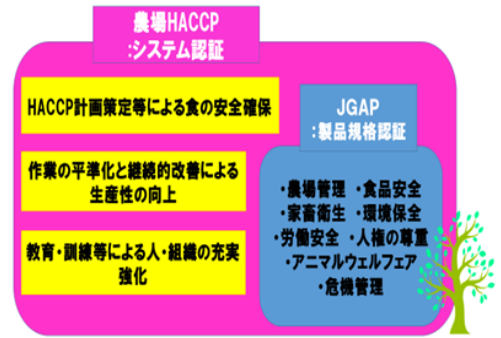 農場HACCP
:システム認証
HACCP計画策定等による食の安全確保
作業の平準化と継続的改善による
生産性の向上
教育・訓練等による人・組織の充実
強化
JGAP
:製品規格認証
・農場管理 ・食品安全
・家畜衛生 ・環境保全
・労働安全 ・人権の尊重
・アニマルウェルフェア
・危機管理